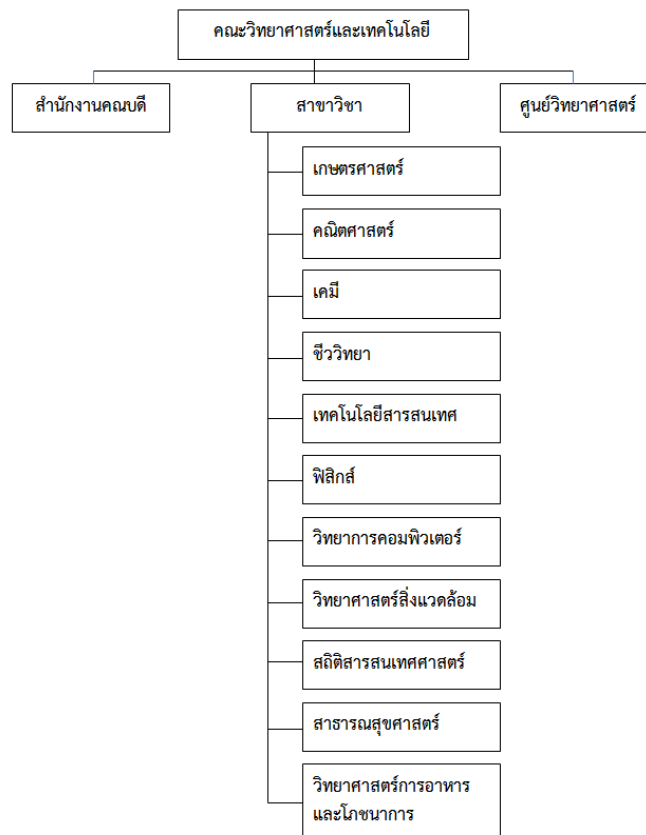 คณะวิทยาศาสตร์และเทคโนโลยี
สำนักงานคณบดี
สาขาวิชา
ศูนย์วิทยาศาสตร์
เกษตรศาสตร์
คณิตศาสตร์
เคมี
ชีววิทยา
เทคโนโลยีสารสนเทศ
ฟิสิกส์
วิทยาการคอมพิวเตอร์
วิทยาศาสตร์สิ่งแวดล้อม
สถิติสารสนเทศศาสตร์
สาธารณสุขศาสตร์
วิทยาศาสตร์การอาหาร
และโภชนาการ